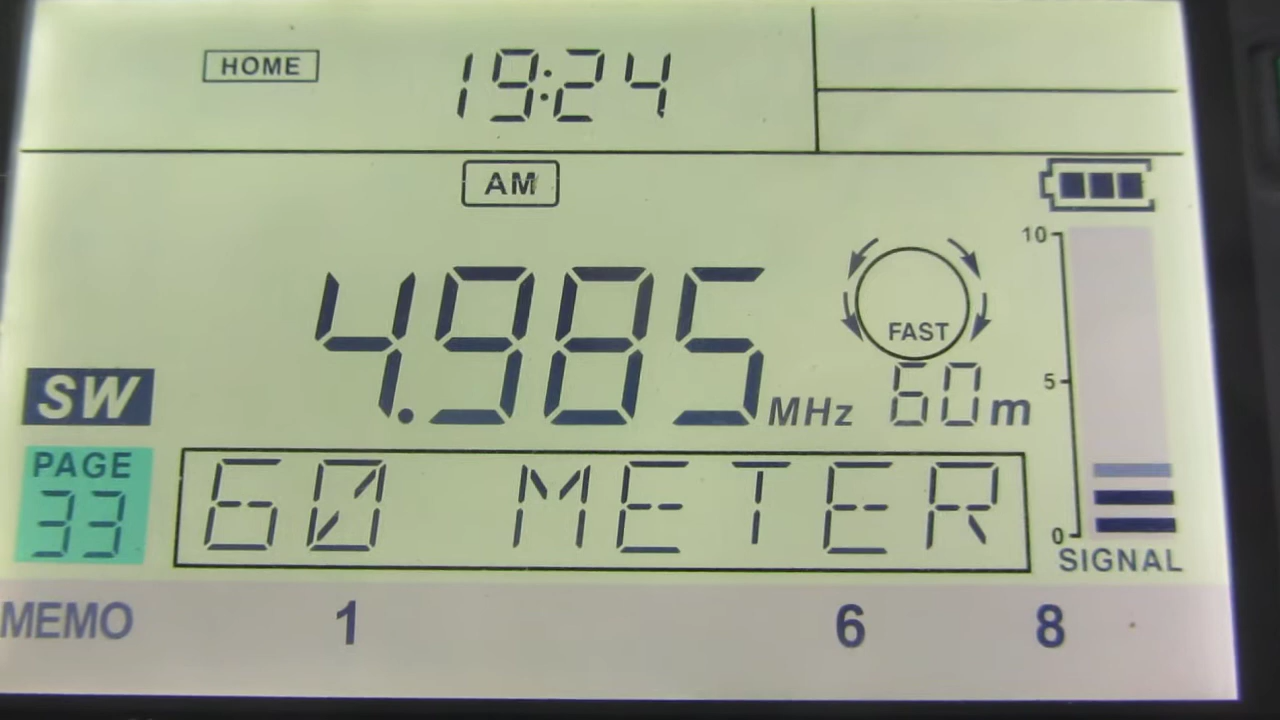 HOME 19:24
AM
10
4.985 MHz
FAST
60 m
5
SW
PAGE
33
60 METER
0
SIGNAL
MEMO 1 6 8